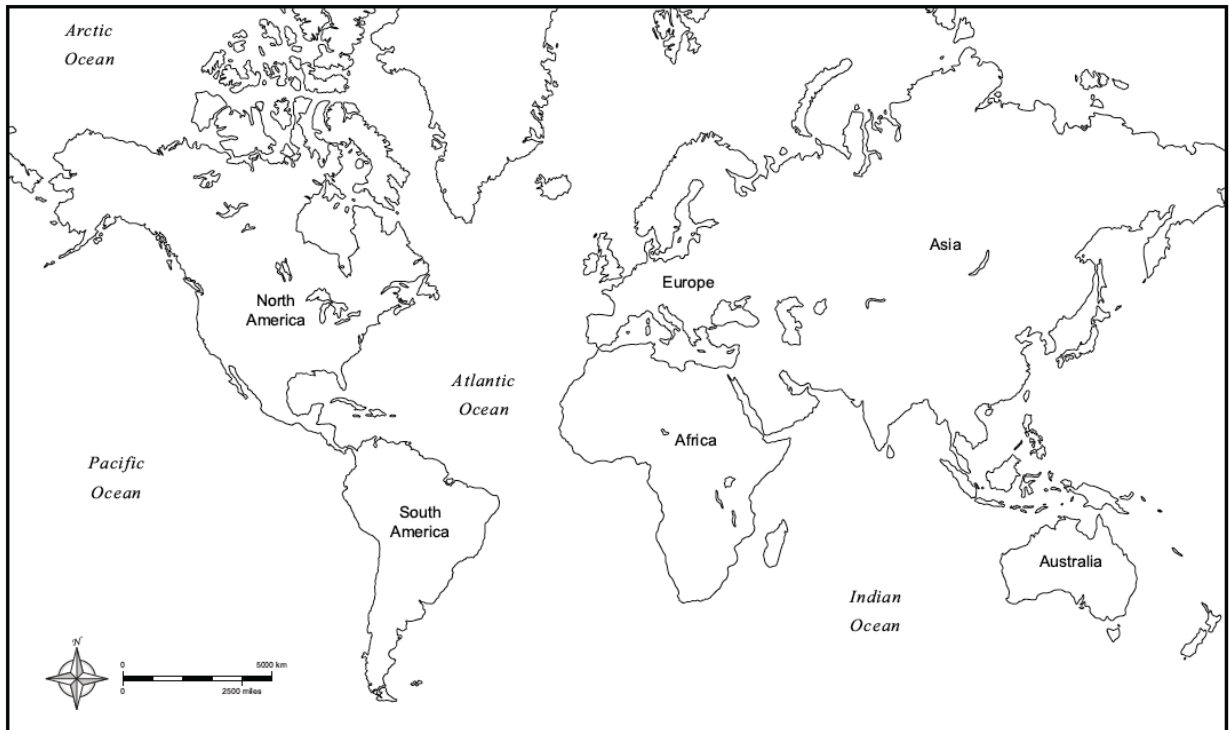 Arctic
Ocean
Asia
Europe
North
America
Atlantic
Ocean
Africa
Pacific
Ocean
South
America
Australia
Indian
Ocean
N
0
5000 km
0
2500 miles